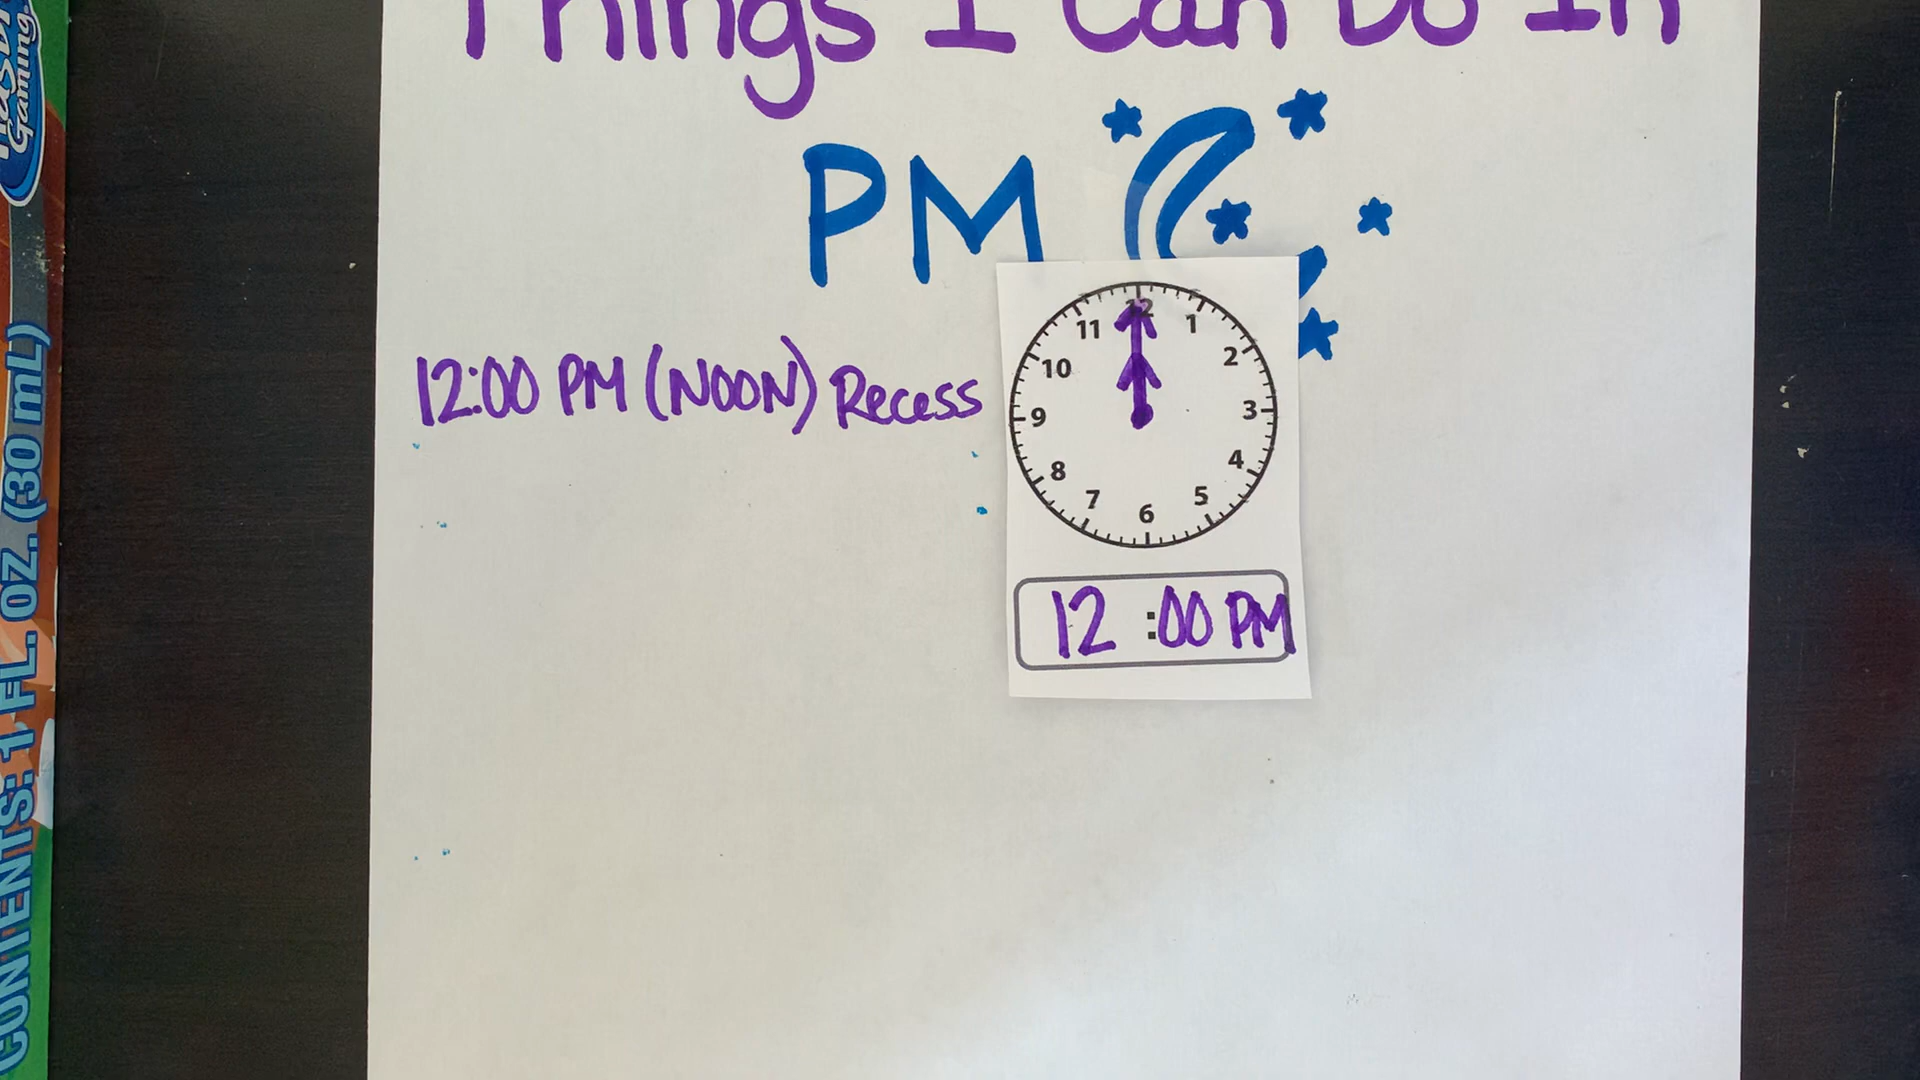 Things I Can Do In
PM
12:00 PM (NOON) Recess
12
11
1
10
2
9
3
8
4
7
5
6
12:00 PM
Gaming
CONTENTS: 1 FL. OZ. (30 mL)